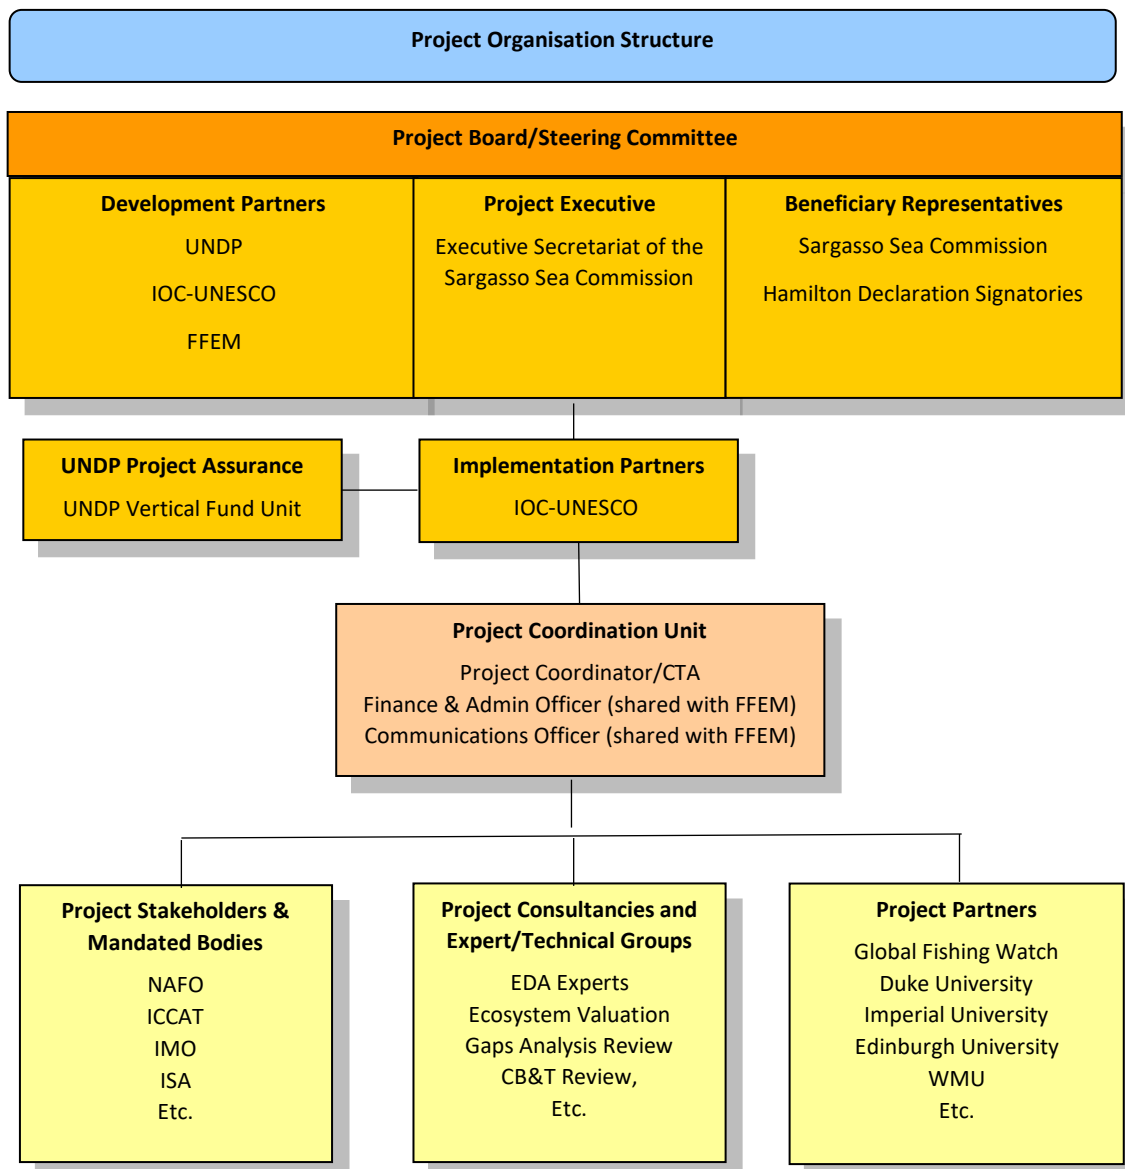 Project Organisation Structure
Project Board/Steering Committee
Development Partners
UNDP
IOC-UNESCO
FFEM
Project Executive
Executive Secretariat of the
Sargasso Sea Commission
Beneficiary Representatives
Sargasso Sea Commission
Hamilton Declaration Signatories
UNDP Project Assurance
UNDP Vertical Fund Unit
Implementation Partners
IOC-UNESCO
Project Coordination Unit
Project Coordinator/CTA
Finance & Admin Officer (shared with FFEM)
Communications Officer (shared with FFEM)
Project Stakeholders &
Mandated Bodies
NAFO
ICCAT
IMO
ISA
Etc.
Project Consultancies and
Expert/Technical Groups
EDA Experts
Ecosystem Valuation
Gaps Analysis Review
CB&T Review,
Etc.
Project Partners
Global Fishing Watch
Duke University
Imperial University
Edinburgh University
WMU
Etc.